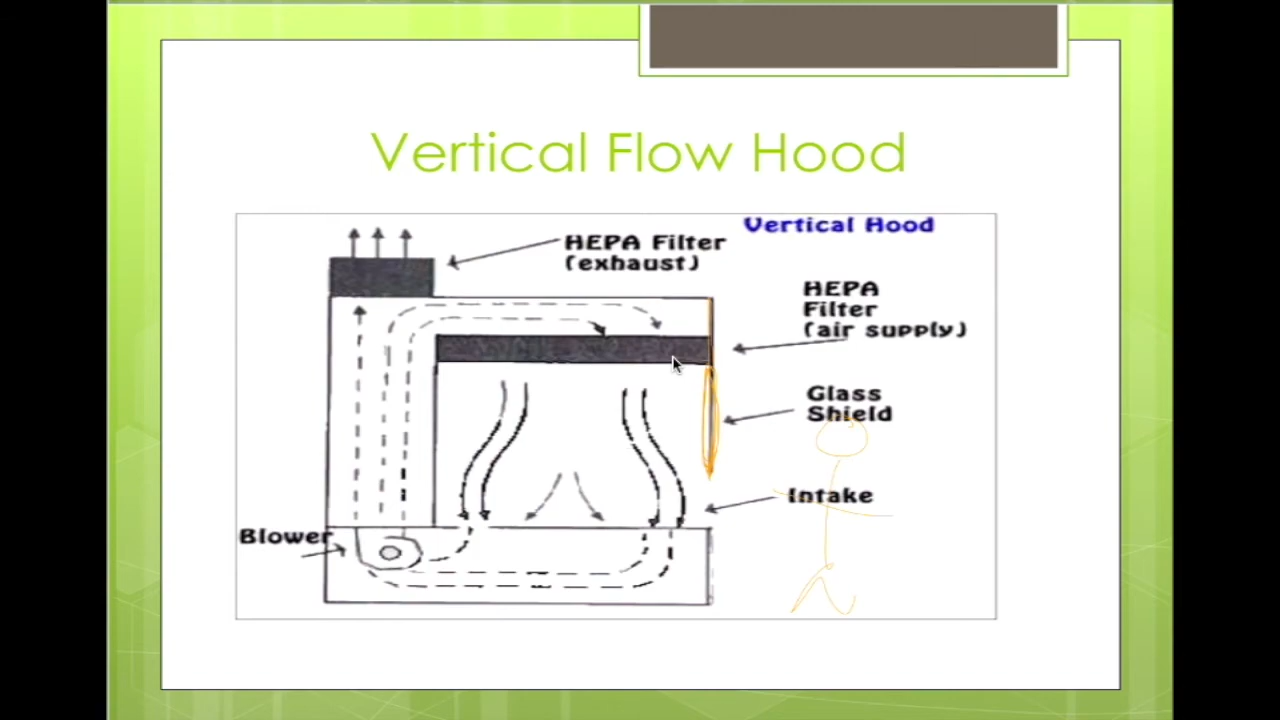 Vertical Flow Hood
Vertical Hood
HEPA Filter
(exhaust)
HEPA
Filter
(air supply)
Glass
Shield
Intake
Blower